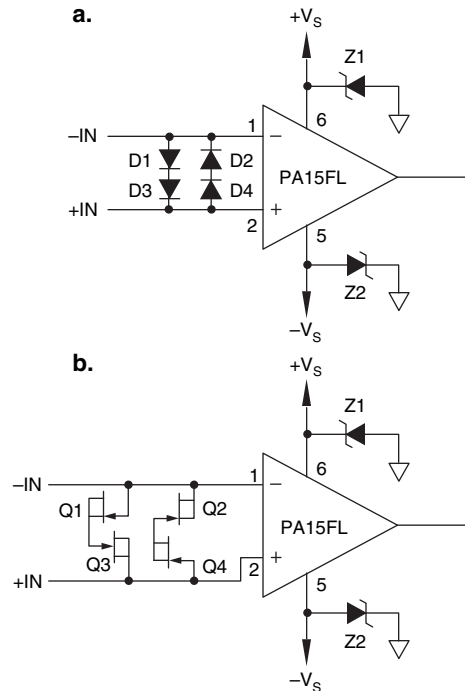 a.
+VS
Z1
6
–IN
1
–
D1
D2
PA15FL
D3
D4
+IN
+
2
5
Z2
–VS
b.
+VS
Z1
6
–IN
1
–
Q1
Q2
PA15FL
Q3
Q4
+
+IN
2
5
Z2
–VS